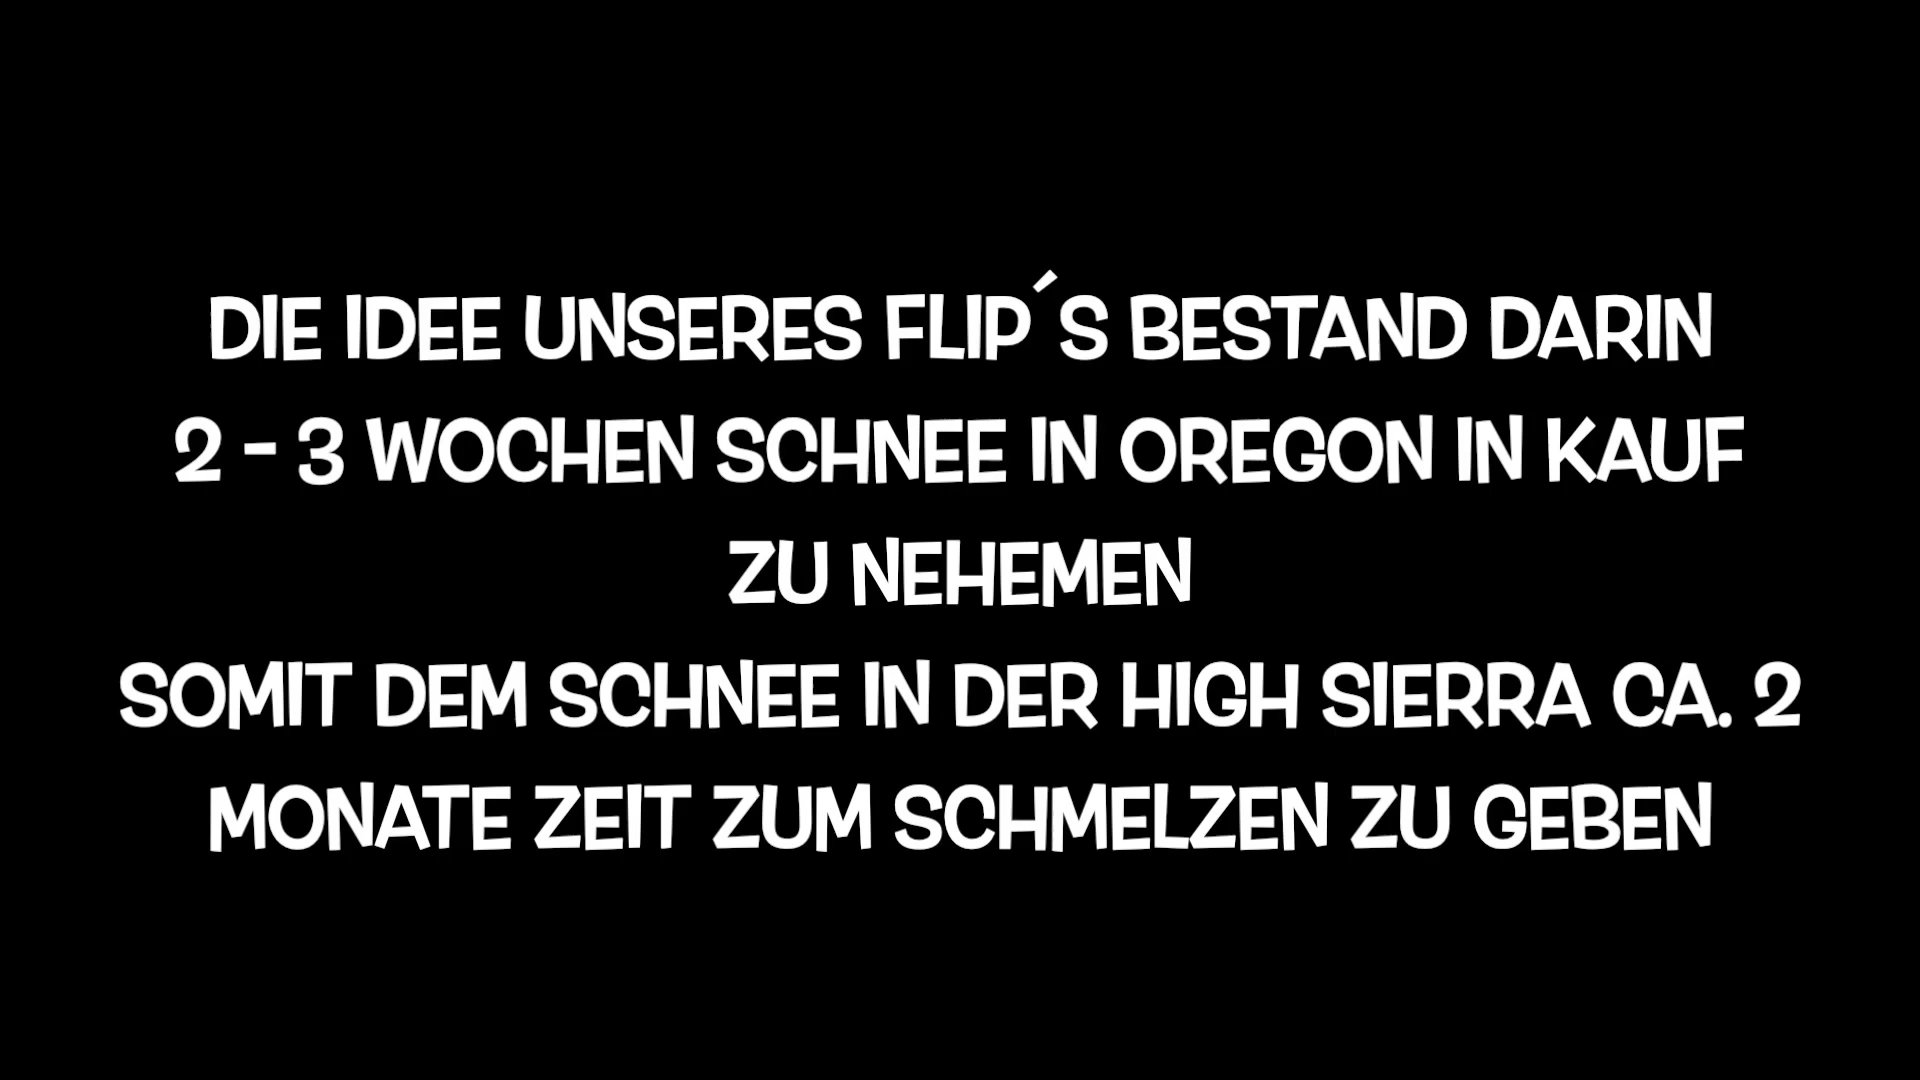 DIE IDEE UNSERES FLIP´S BESTAND DARIN
2 - 3 WOCHEN SCHNEE IN OREGON IN KAUF
ZU NEHEMEN
SOMIT DEM SCHNEE IN DER HIGH SIERRA CA. 2
MONATE ZEIT ZUM SCHMELZEN ZU GEBEN